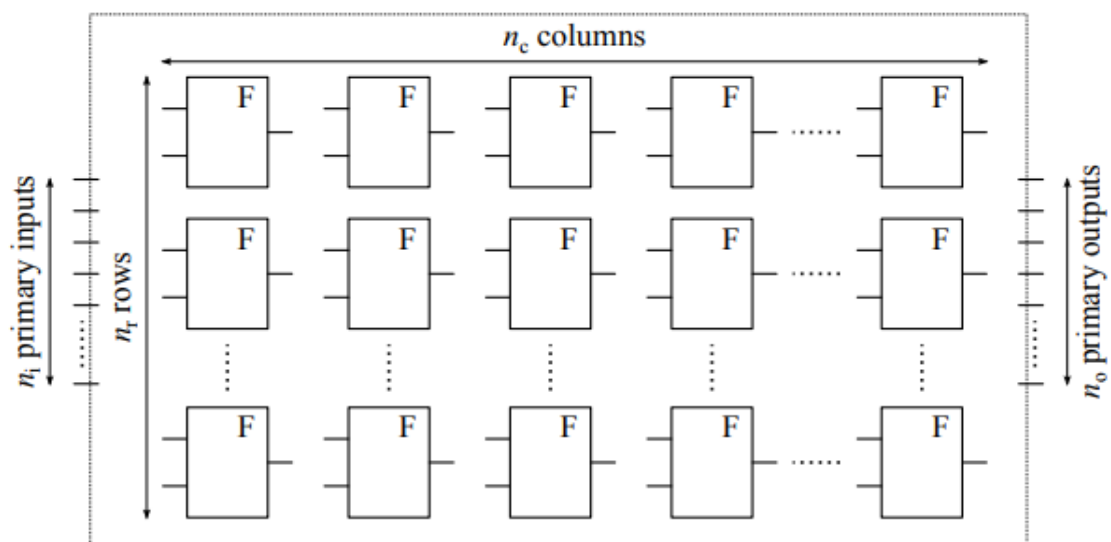 n_c columns
F F F F F
n_i primary inputs
n_r rows
F F F F F
n_o primary outputs
F F F F F